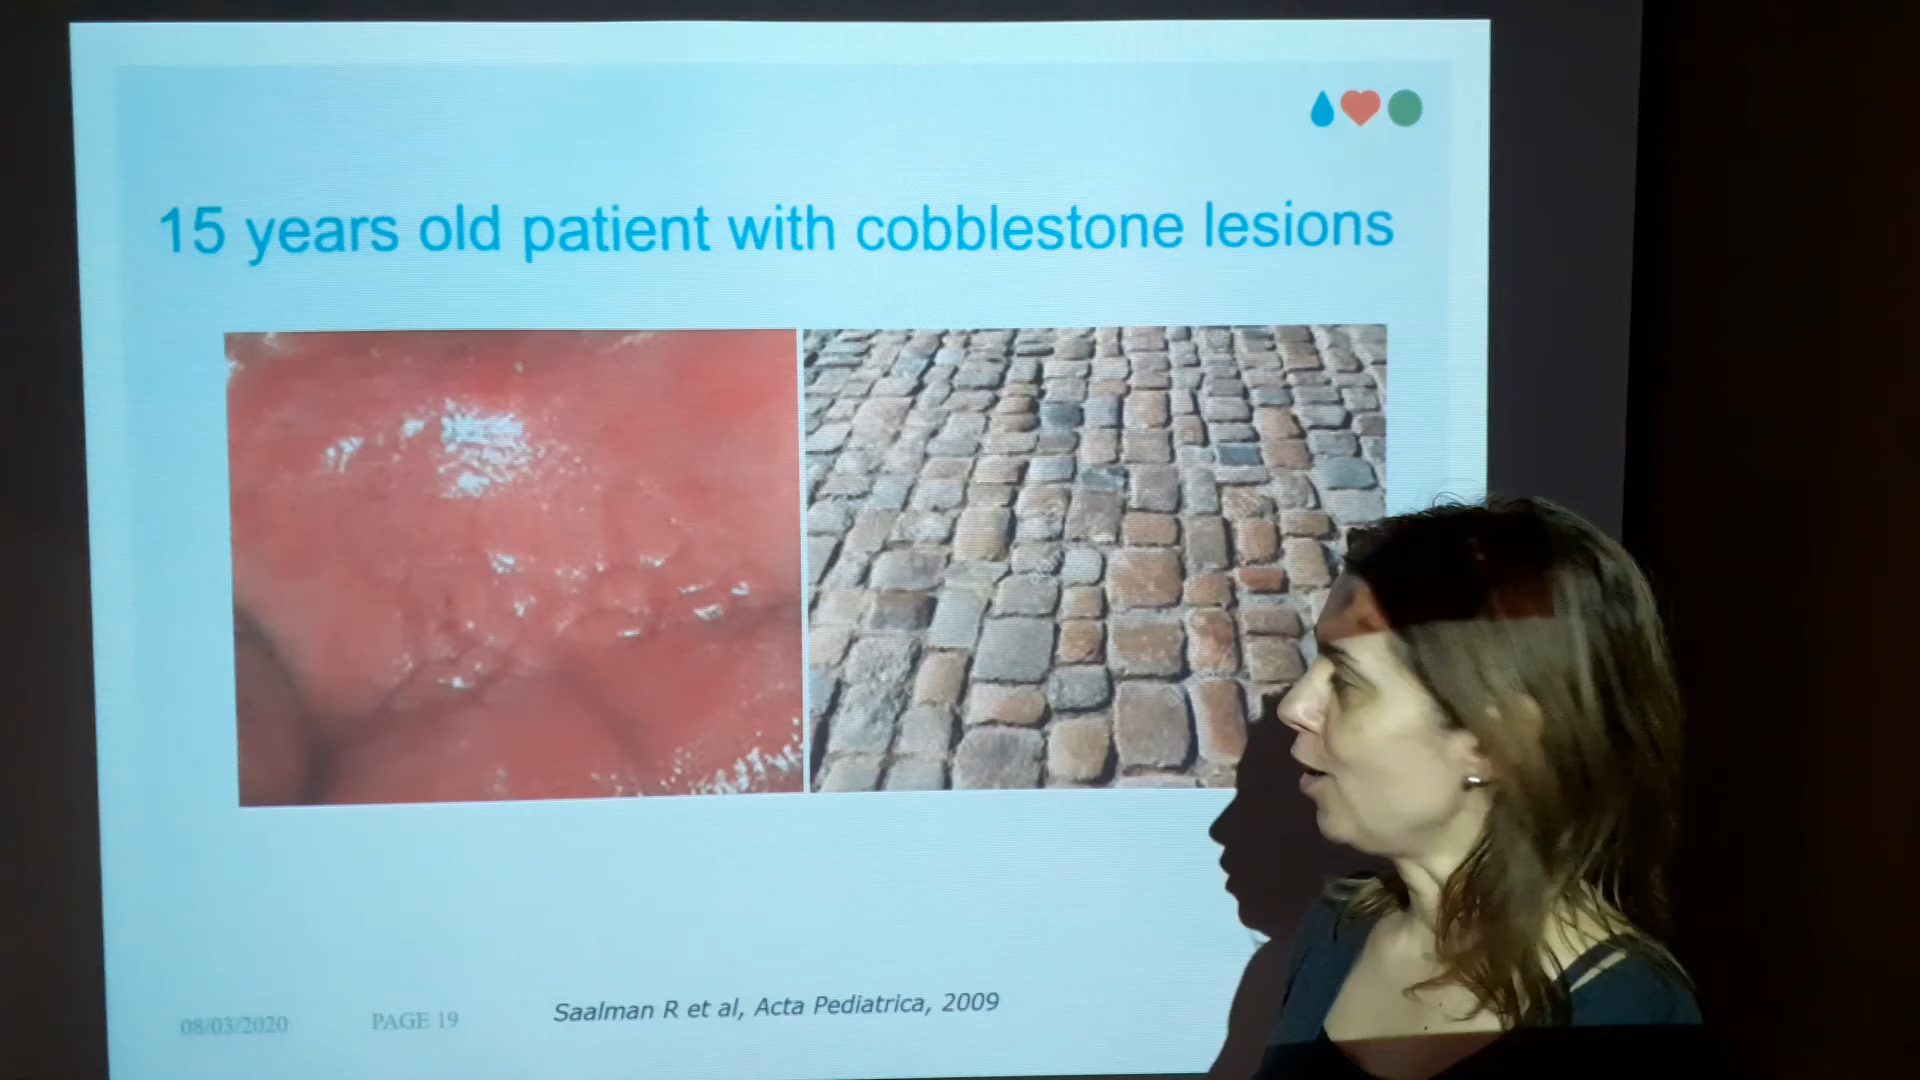 15 years old patient with cobblestone lesions
08/03/2020 PAGE 19 Saalman R et al, Acta Pediatrica, 2009